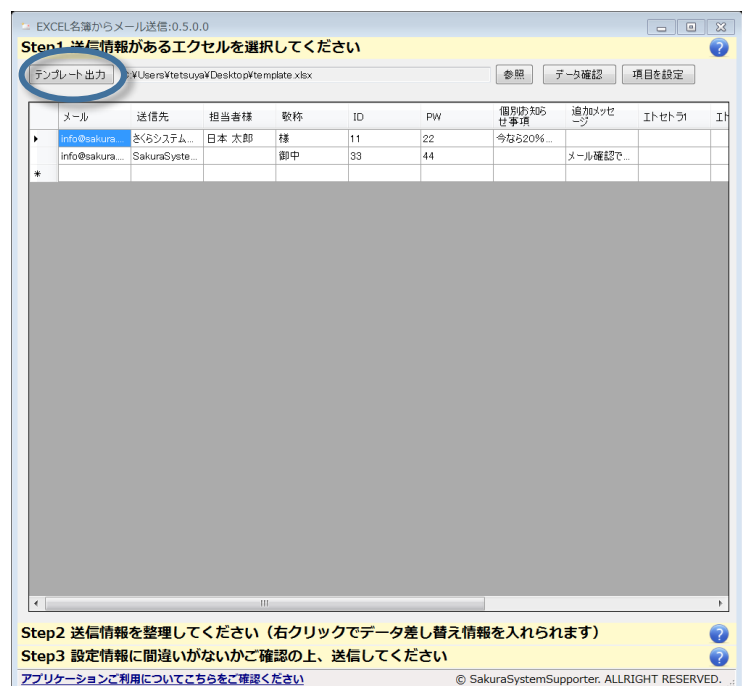 EXCEL名簿からメール送信:0.5.0.0
Step1 送信情報があるエクセルを選択してください
テンプレート出力 :¥Users¥tetsuya¥Desktop¥template.xlsx 参照 データ確認 項目を設定
メール 送信先 担当者様 敬称 ID PW 個別お知らせ事項 追加メッセージ エトセトラ1 エト
info@sakura.... さくらシステム... 日本 太郎 様 11 22 今なら20%...
info@sakura.... SakuraSyste... 御中 33 44 メール確認で...
Step2 送信情報を整理してください（右クリックでデータ差し替え情報を入れられます）
Step3 設定情報に間違いがないかご確認の上、送信してください
アプリケーションご利用についてこちらをご確認ください © SakuraSystemSupporter. ALLRIGHT RESERVED.